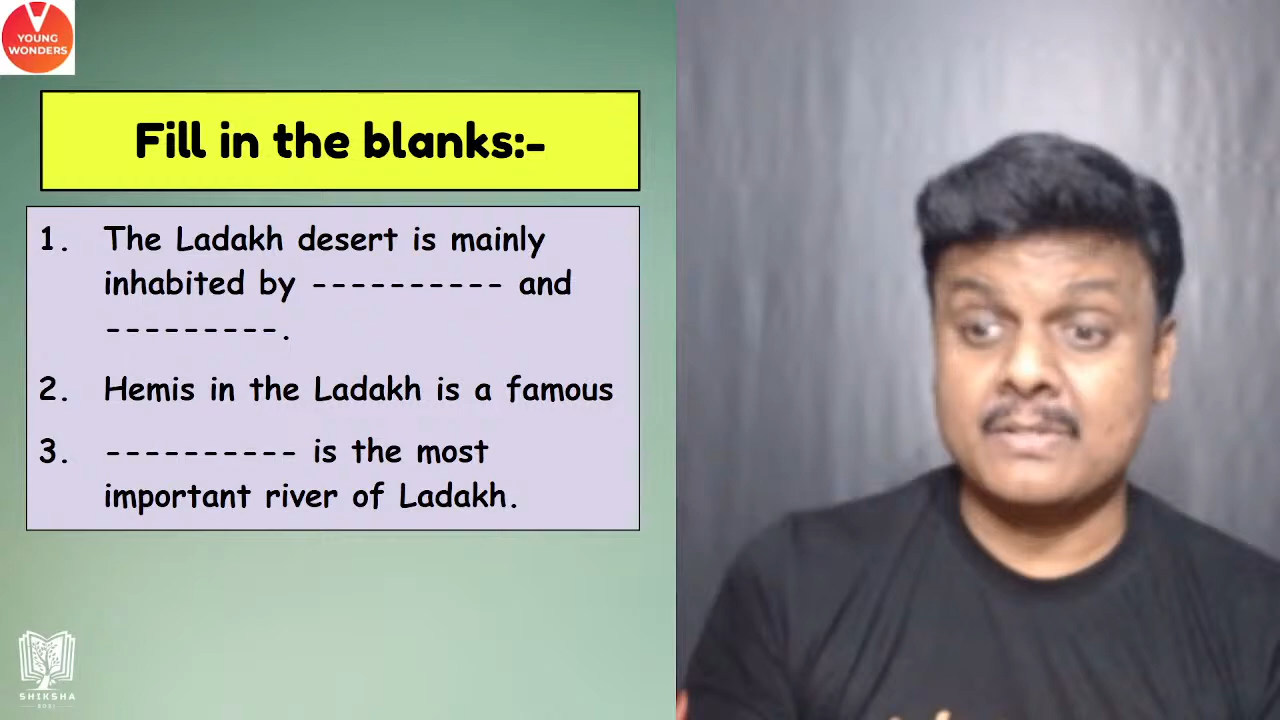 YOUNG
WONDERS
Fill in the blanks:-
1. The Ladakh desert is mainly
inhabited by ---------- and
---------.
2. Hemis in the Ladakh is a famous
3. ---------- is the most
important river of Ladakh.
SHIKSHA